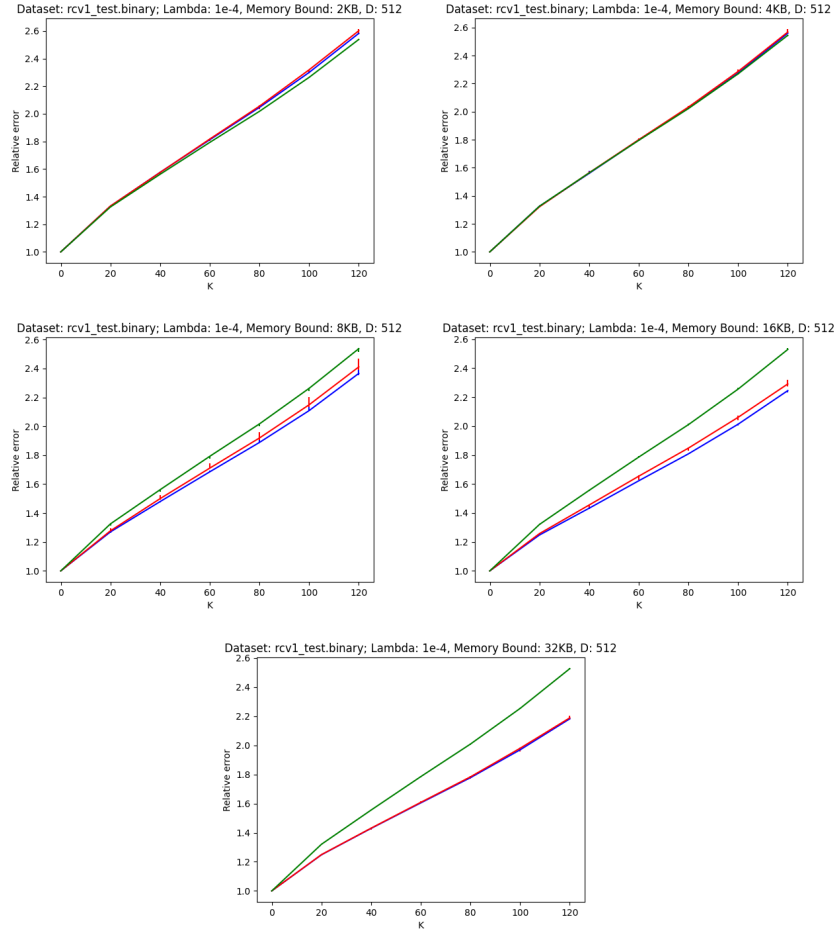 Dataset: rcv1_test.binary; Lambda: 1e-4, Memory Bound: 2KB, D: 512
2.6
2.4
2.2
2.0
1.8
1.6
1.4
1.2
1.0
Relative error
0 20 40 60 80 100 120
K
Dataset: rcv1_test.binary; Lambda: 1e-4, Memory Bound: 4KB, D: 512
2.6
2.4
2.2
2.0
1.8
1.6
1.4
1.2
1.0
Relative error
0 20 40 60 80 100 120
K
Dataset: rcv1_test.binary; Lambda: 1e-4, Memory Bound: 8KB, D: 512
2.6
2.4
2.2
2.0
1.8
1.6
1.4
1.2
1.0
Relative error
0 20 40 60 80 100 120
K
Dataset: rcv1_test.binary; Lambda: 1e-4, Memory Bound: 16KB, D: 512
2.6
2.4
2.2
2.0
1.8
1.6
1.4
1.2
1.0
Relative error
0 20 40 60 80 100 120
K
Dataset: rcv1_test.binary; Lambda: 1e-4, Memory Bound: 32KB, D: 512
2.6
2.4
2.2
2.0
1.8
1.6
1.4
1.2
1.0
Relative error
0 20 40 60 80 100 120
K